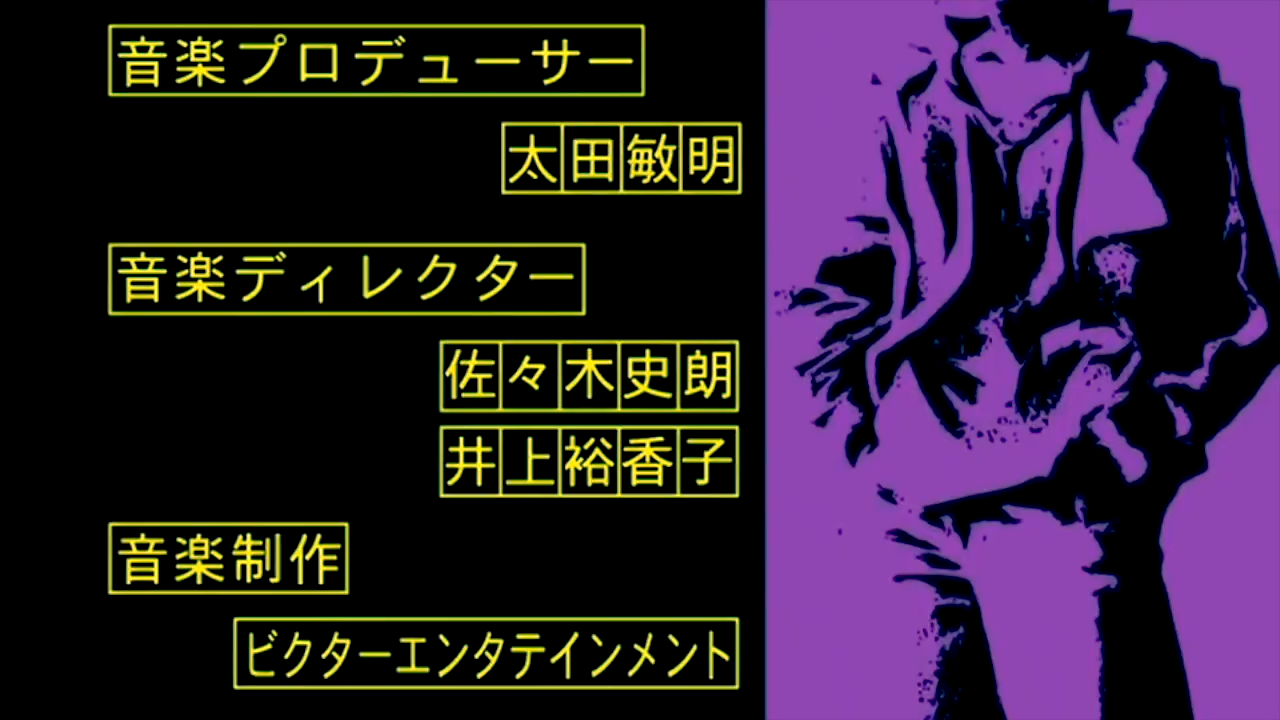 音楽プロデューサー
太田敏明
音楽ディレクター
佐々木史朗
井上裕香子
音楽制作
ビクターエンタテインメント